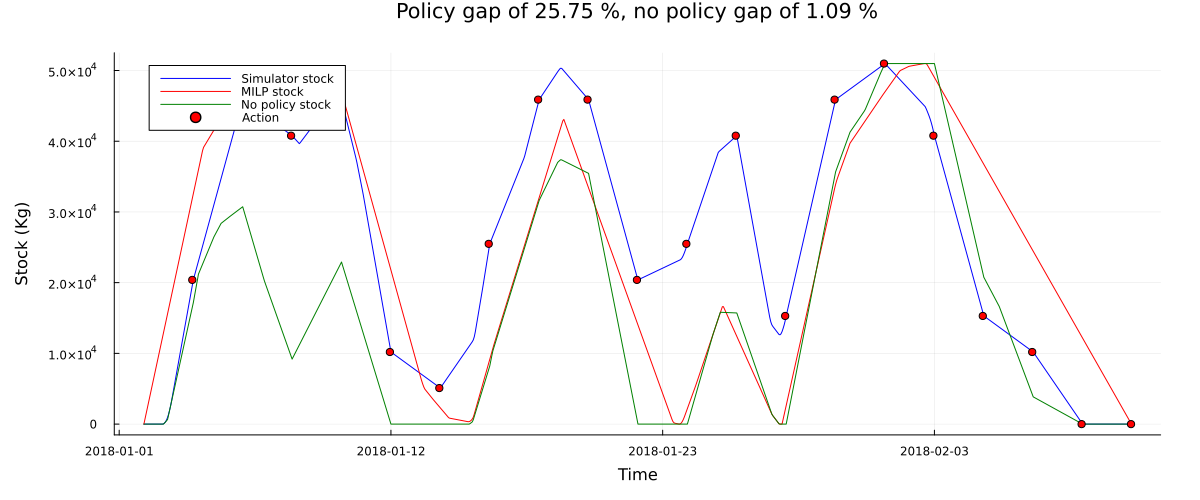 Policy gap of 25.75 %, no policy gap of 1.09 %
Simulator stock
MILP stock
No policy stock
Action
5.0×10⁴
4.0×10⁴
3.0×10⁴
2.0×10⁴
1.0×10⁴
0
Stock (Kg)
2018-01-01 2018-01-12 2018-01-23 2018-02-03
Time